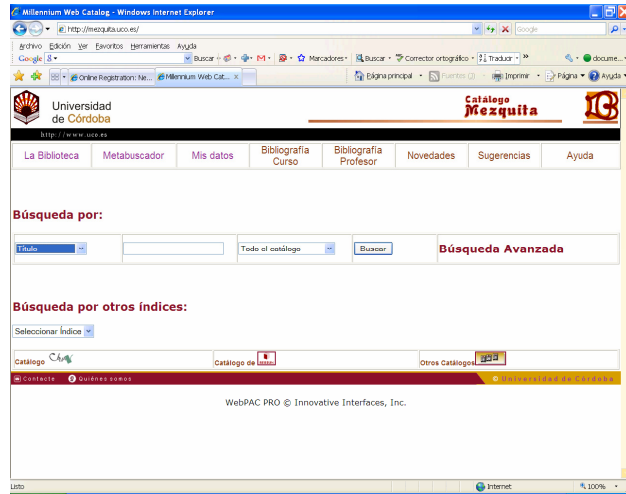 Millennium Web Catalog - Windows Internet Explorer
http://mezquita.uco.es/
Google
Archivo Edición Ver Favoritos Herramientas Ayuda
Google Buscar Marcadores Buscar Corrector ortográfico Traducir docume...
Online Registration: Ne... Millennium Web Cat... Página principal Fuentes Imprimir Página Ayuda
Universidad
de Córdoba
Catálogo
Mezquita
http://www.uco.es
La Biblioteca Metabuscador Mis datos Bibliografía Curso Bibliografía Profesor Novedades Sugerencias Ayuda
Búsqueda por:
Título Todo el catálogo Buscar Búsqueda Avanzada
Búsqueda por otros índices:
Seleccionar Índice
Catálogo Catálogo de Otros Catálogos
Contacte Quiénes somos © Universidad de Córdoba
WebPAC PRO © Innovative Interfaces, Inc.
Listo Internet 100%